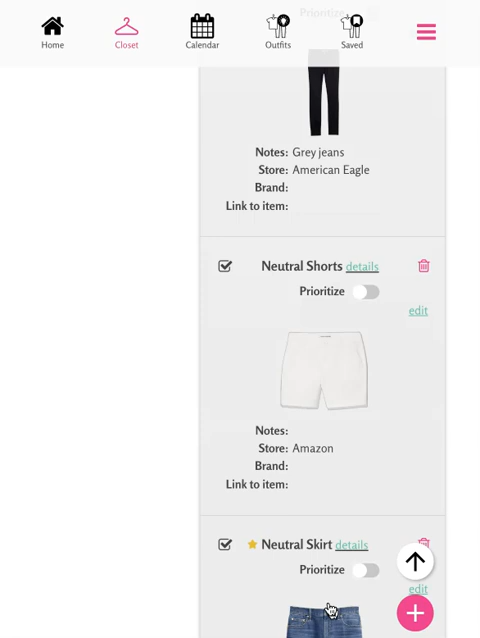 Prioritize
Home
Closet
Calendar
Outfits
Saved
Notes: Grey jeans
Store: American Eagle
Brand:
Link to item:
Neutral Shorts details
Prioritize
edit
Notes:
Store: Amazon
Brand:
Link to item:
Neutral Skirt details
Prioritize
edit